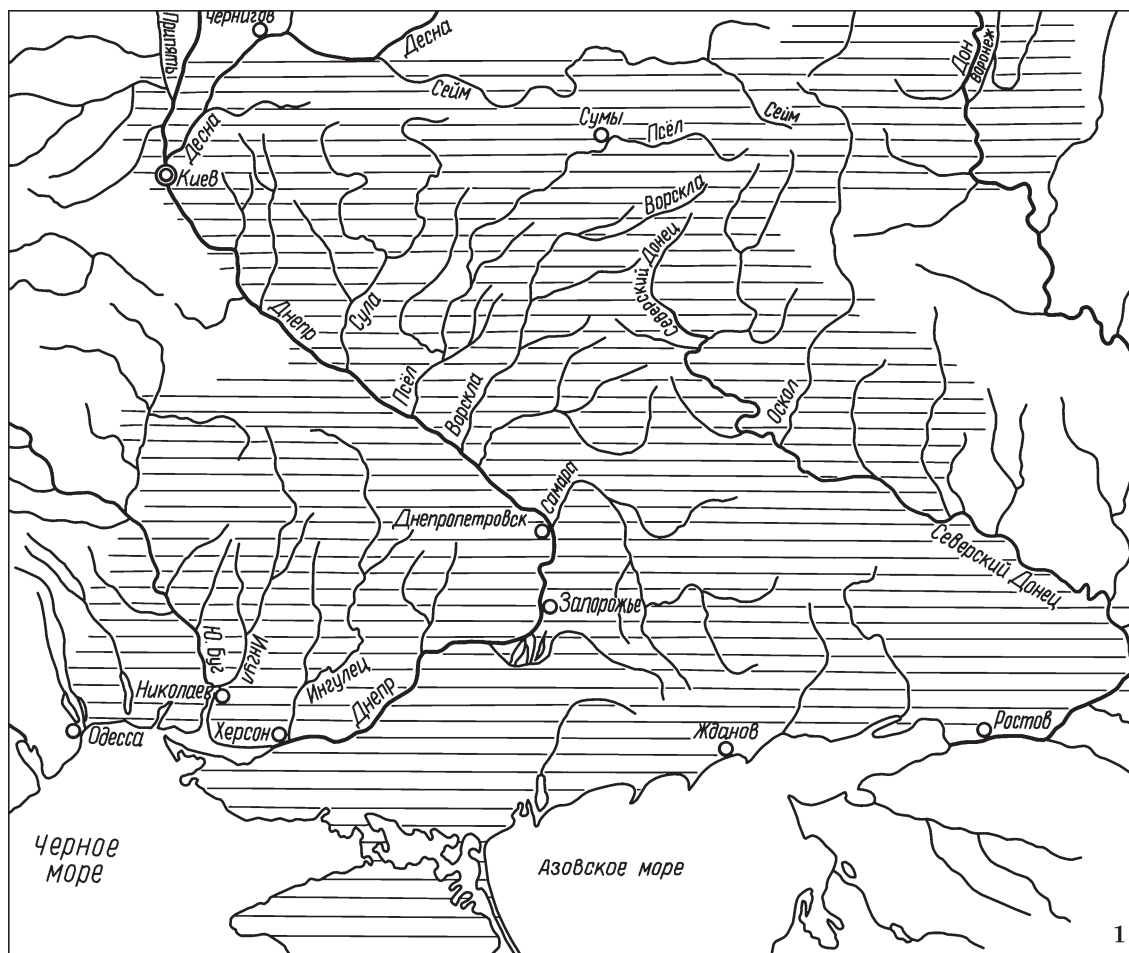 Чернигов
Припять
Десна
Дон
Воронеж
Сейм
Сейм
Сумы
Псёл
Десна
Киев
Ворскла
Северский Донец
Днепр
Сула
Псёл
Ворскла
Оскол
Самара
Днепропетровск
Северский Донец
Запорожье
Ю. Буг
Ингул
Ингулец
Николаев
Днепр
Одесса
Херсон
Жданов
Ростов
Черное
море
Азовское море
1